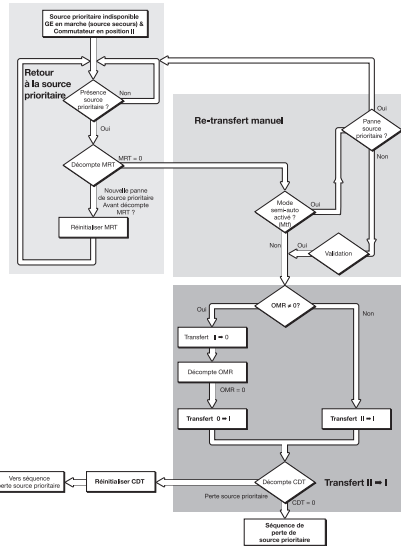 Source prioritaire indisponible
GE en marche (source secours) &
Commutateur en position II
Retour
à la source
prioritaire
Présence
source
prioritaire ?
Non
Oui
Décompte MRT
MRT = 0
Nouvelle panne
de source prioritaire
Avant décompte
MRT ?
Réinitialiser MRT
Re-transfert manuel
Oui
Panne
source
prioritaire ?
Non
Mode
semi-auto
activé ?
(Mtf)
Oui
Non
Oui
Validation
OMR ≠ 0?
Oui
Non
Transfert I ➡ 0
Décompte OMR
OMR = 0
Transfert 0 ➡ I
Transfert II ➡ I
Décompte CDT
Transfert II ➡ I
Perte source prioritaire
CDT = 0
Réinitialiser CDT
Vers séquence
perte source prioritaire
Séquence de
perte de
source prioritaire